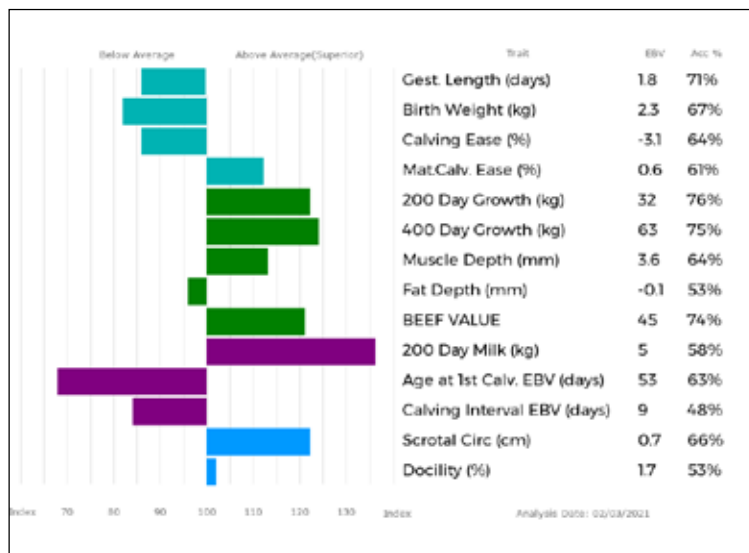 Below Average Above Average(Superior) Trait EBV Acc %
Gest. Length (days) 1.8 71%
Birth Weight (kg) 2.3 67%
Calving Ease (%) -3.1 64%
Mat.Calv. Ease (%) 0.6 61%
200 Day Growth (kg) 32 76%
400 Day Growth (kg) 63 75%
Muscle Depth (mm) 3.6 64%
Fat Depth (mm) -0.1 53%
BEEF VALUE 45 74%
200 Day Milk (kg) 5 58%
Age at 1st Calv. EBV (days) 53 63%
Calving Interval EBV (days) 9 48%
Scrotal Circ (cm) 0.7 66%
Docility (%) 1.7 53%
Index 70 80 90 100 110 120 130 Index Analysis Date: 02/03/2021